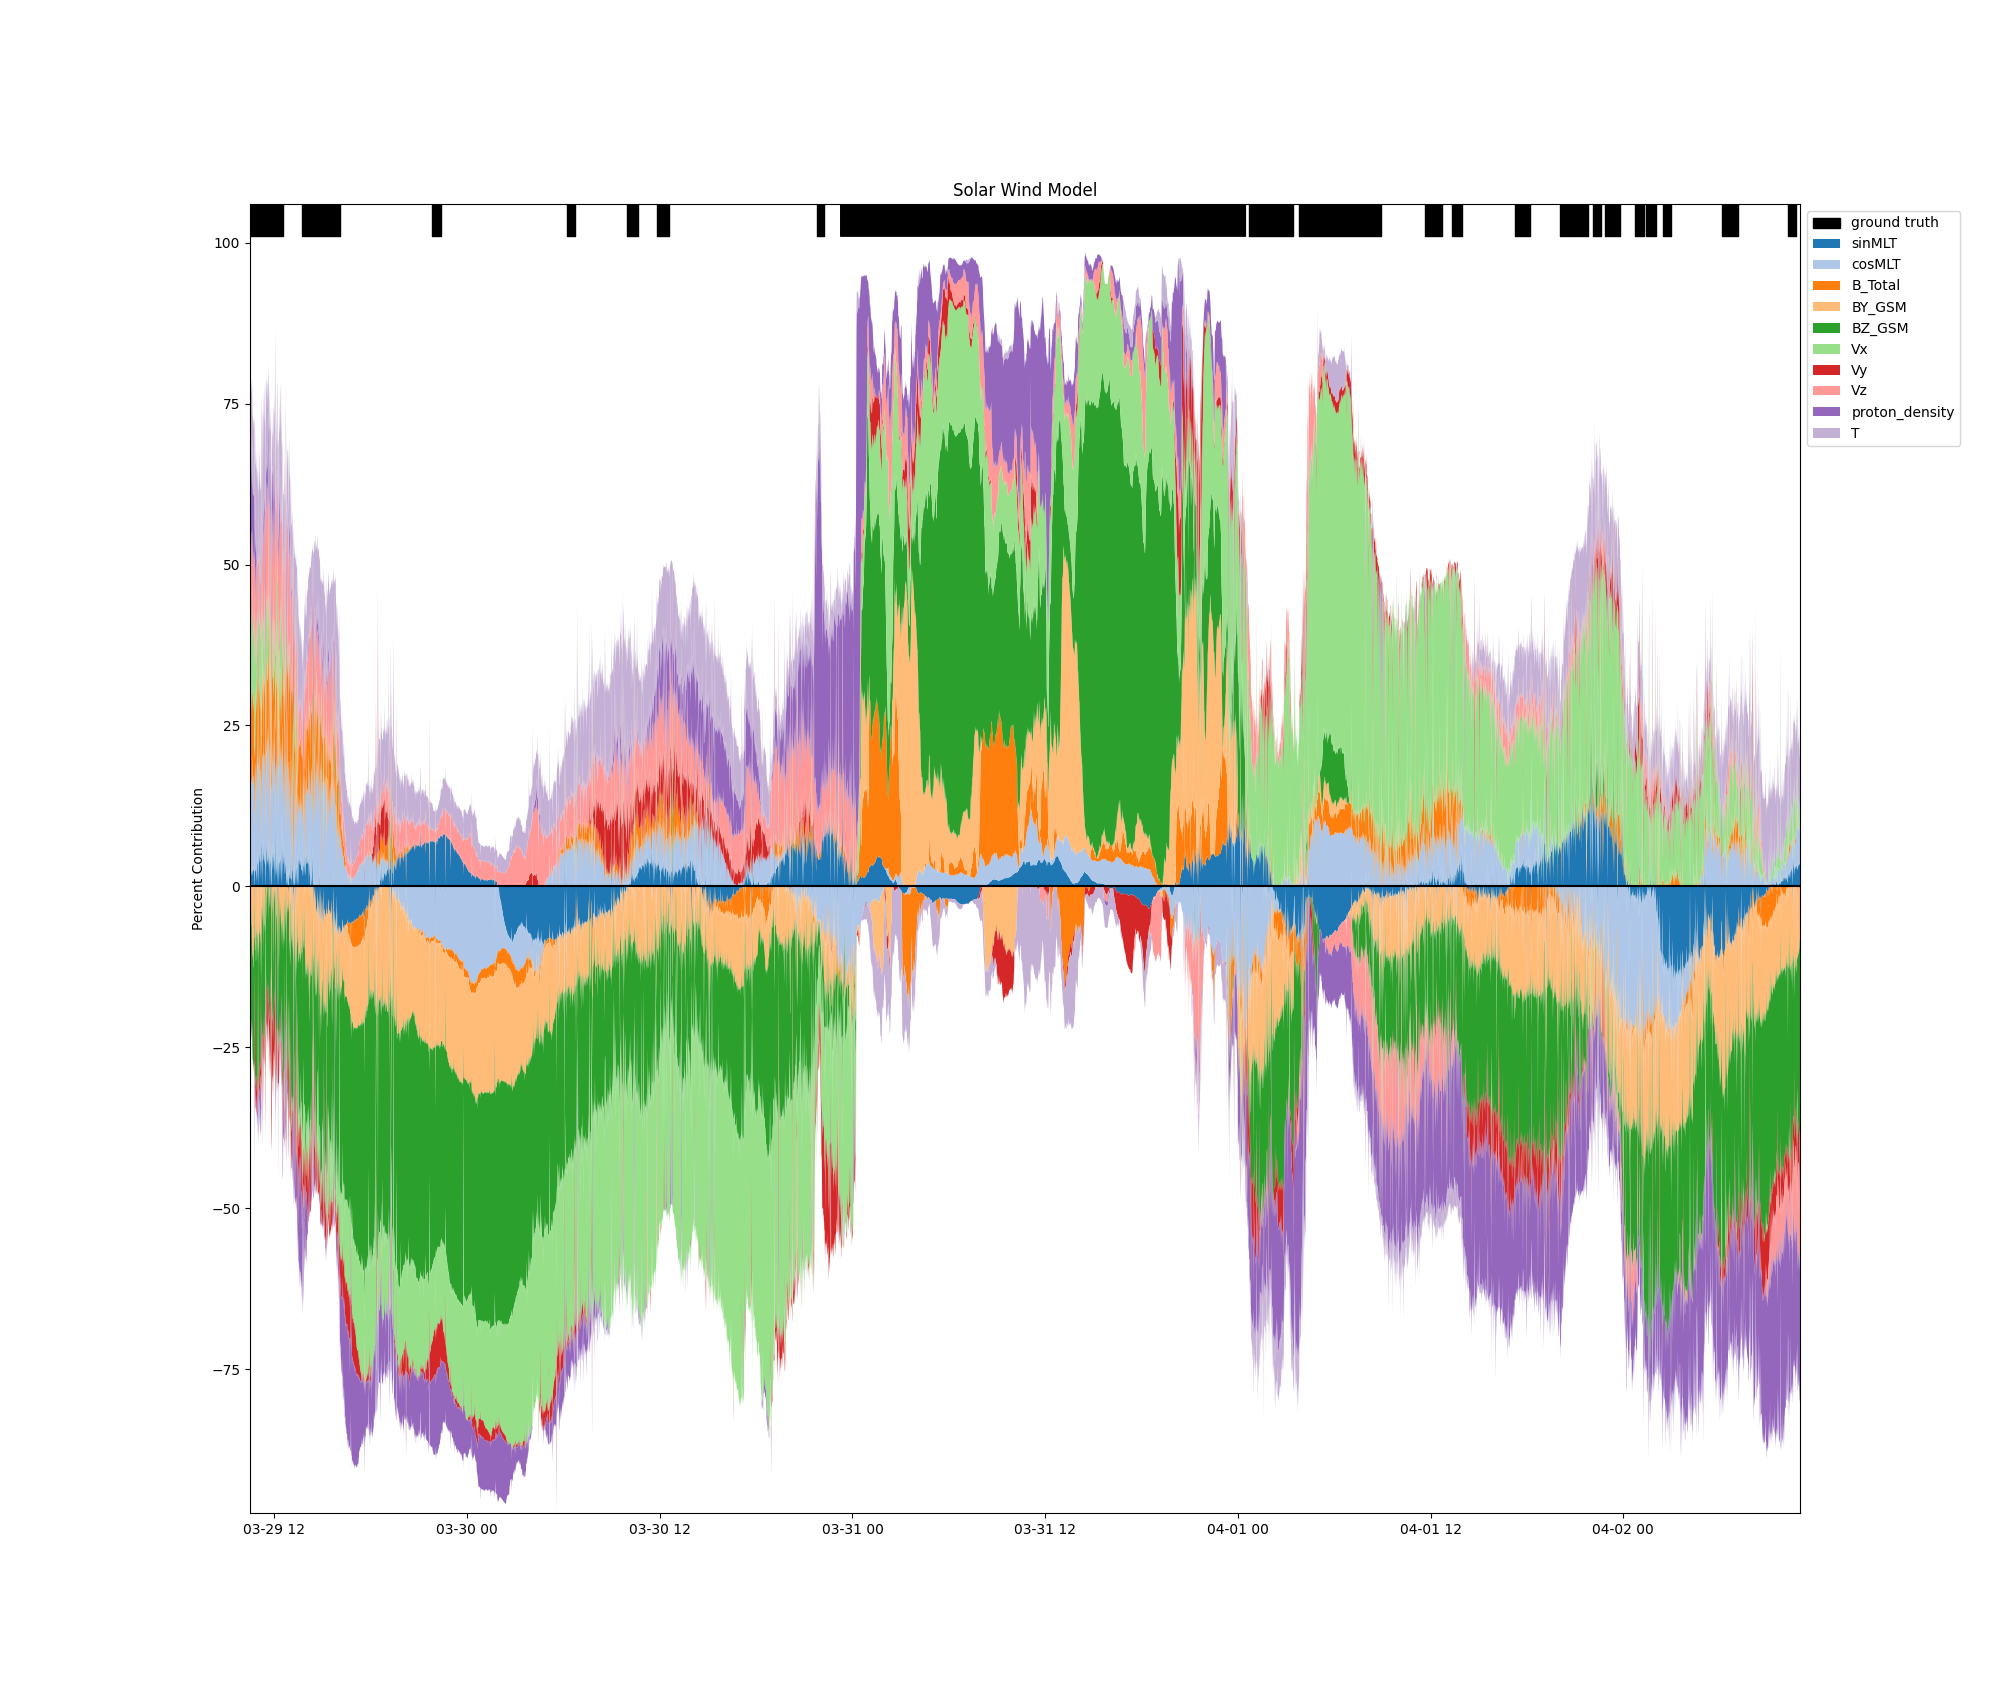 Solar Wind Model
ground truth
sinMLT
cosMLT
B_Total
BY_GSM
BZ_GSM
Vx
Vy
Vz
proton_density
T
Percent Contribution
100
75
50
25
0
−25
−50
−75
03-29 12
03-30 00
03-30 12
03-31 00
03-31 12
04-01 00
04-01 12
04-02 00